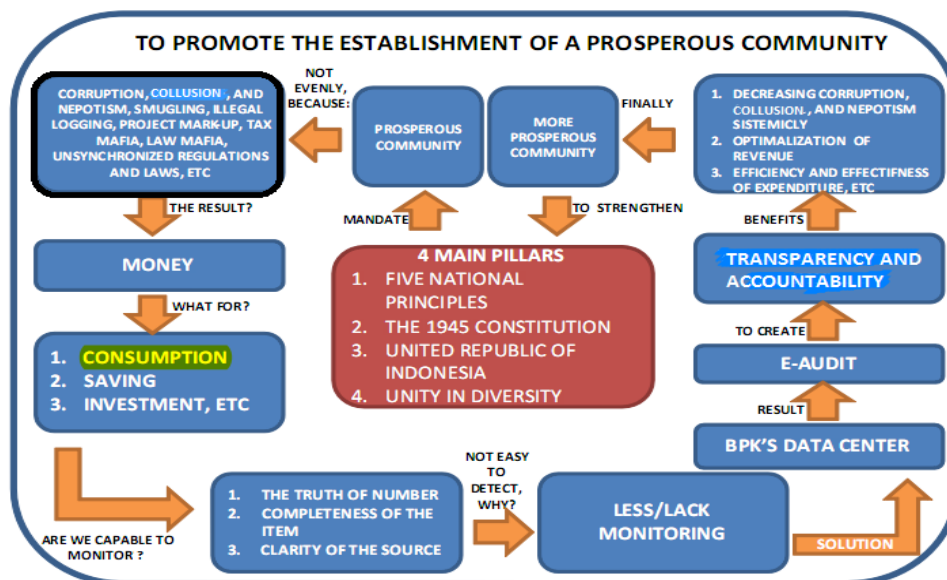 TO PROMOTE THE ESTABLISHMENT OF A PROSPEROUS COMMUNITY
CORRUPTION, COLLUSION, AND
NEPOTISM, SMUGLING, ILLEGAL
LOGGING, PROJECT MARK-UP, TAX
MAFIA, LAW MAFIA,
UNSYNCHRONIZED REGULATIONS
AND LAWS, ETC
NOT
EVENLY,
BECAUSE:
PROSPEROUS
COMMUNITY
MORE
PROSPEROUS
COMMUNITY
FINALLY
1. DECREASING CORRUPTION,
COLLUSION, AND NEPOTISM
SISTEMICLY
2. OPTIMALIZATION OF
REVENUE
3. EFFICIENCY AND EFFECTIFNESS
OF EXPENDITURE, ETC
THE RESULT?
MANDATE
TO STRENGTHEN
BENEFITS
MONEY
4 MAIN PILLARS
1. FIVE NATIONAL
PRINCIPLES
2. THE 1945 CONSTITUTION
3. UNITED REPUBLIC OF
INDONESIA
4. UNITY IN DIVERSITY
TRANSPARENCY AND
ACCOUNTABILITY
WHAT FOR?
TO CREATE
1. CONSUMPTION
2. SAVING
3. INVESTMENT, ETC
E-AUDIT
RESULT
BPK'S DATA CENTER
ARE WE CAPABLE TO
MONITOR ?
1. THE TRUTH OF NUMBER
2. COMPLETENESS OF THE
ITEM
3. CLARITY OF THE SOURCE
NOT EASY
TO
DETECT,
WHY?
LESS/LACK
MONITORING
SOLUTION